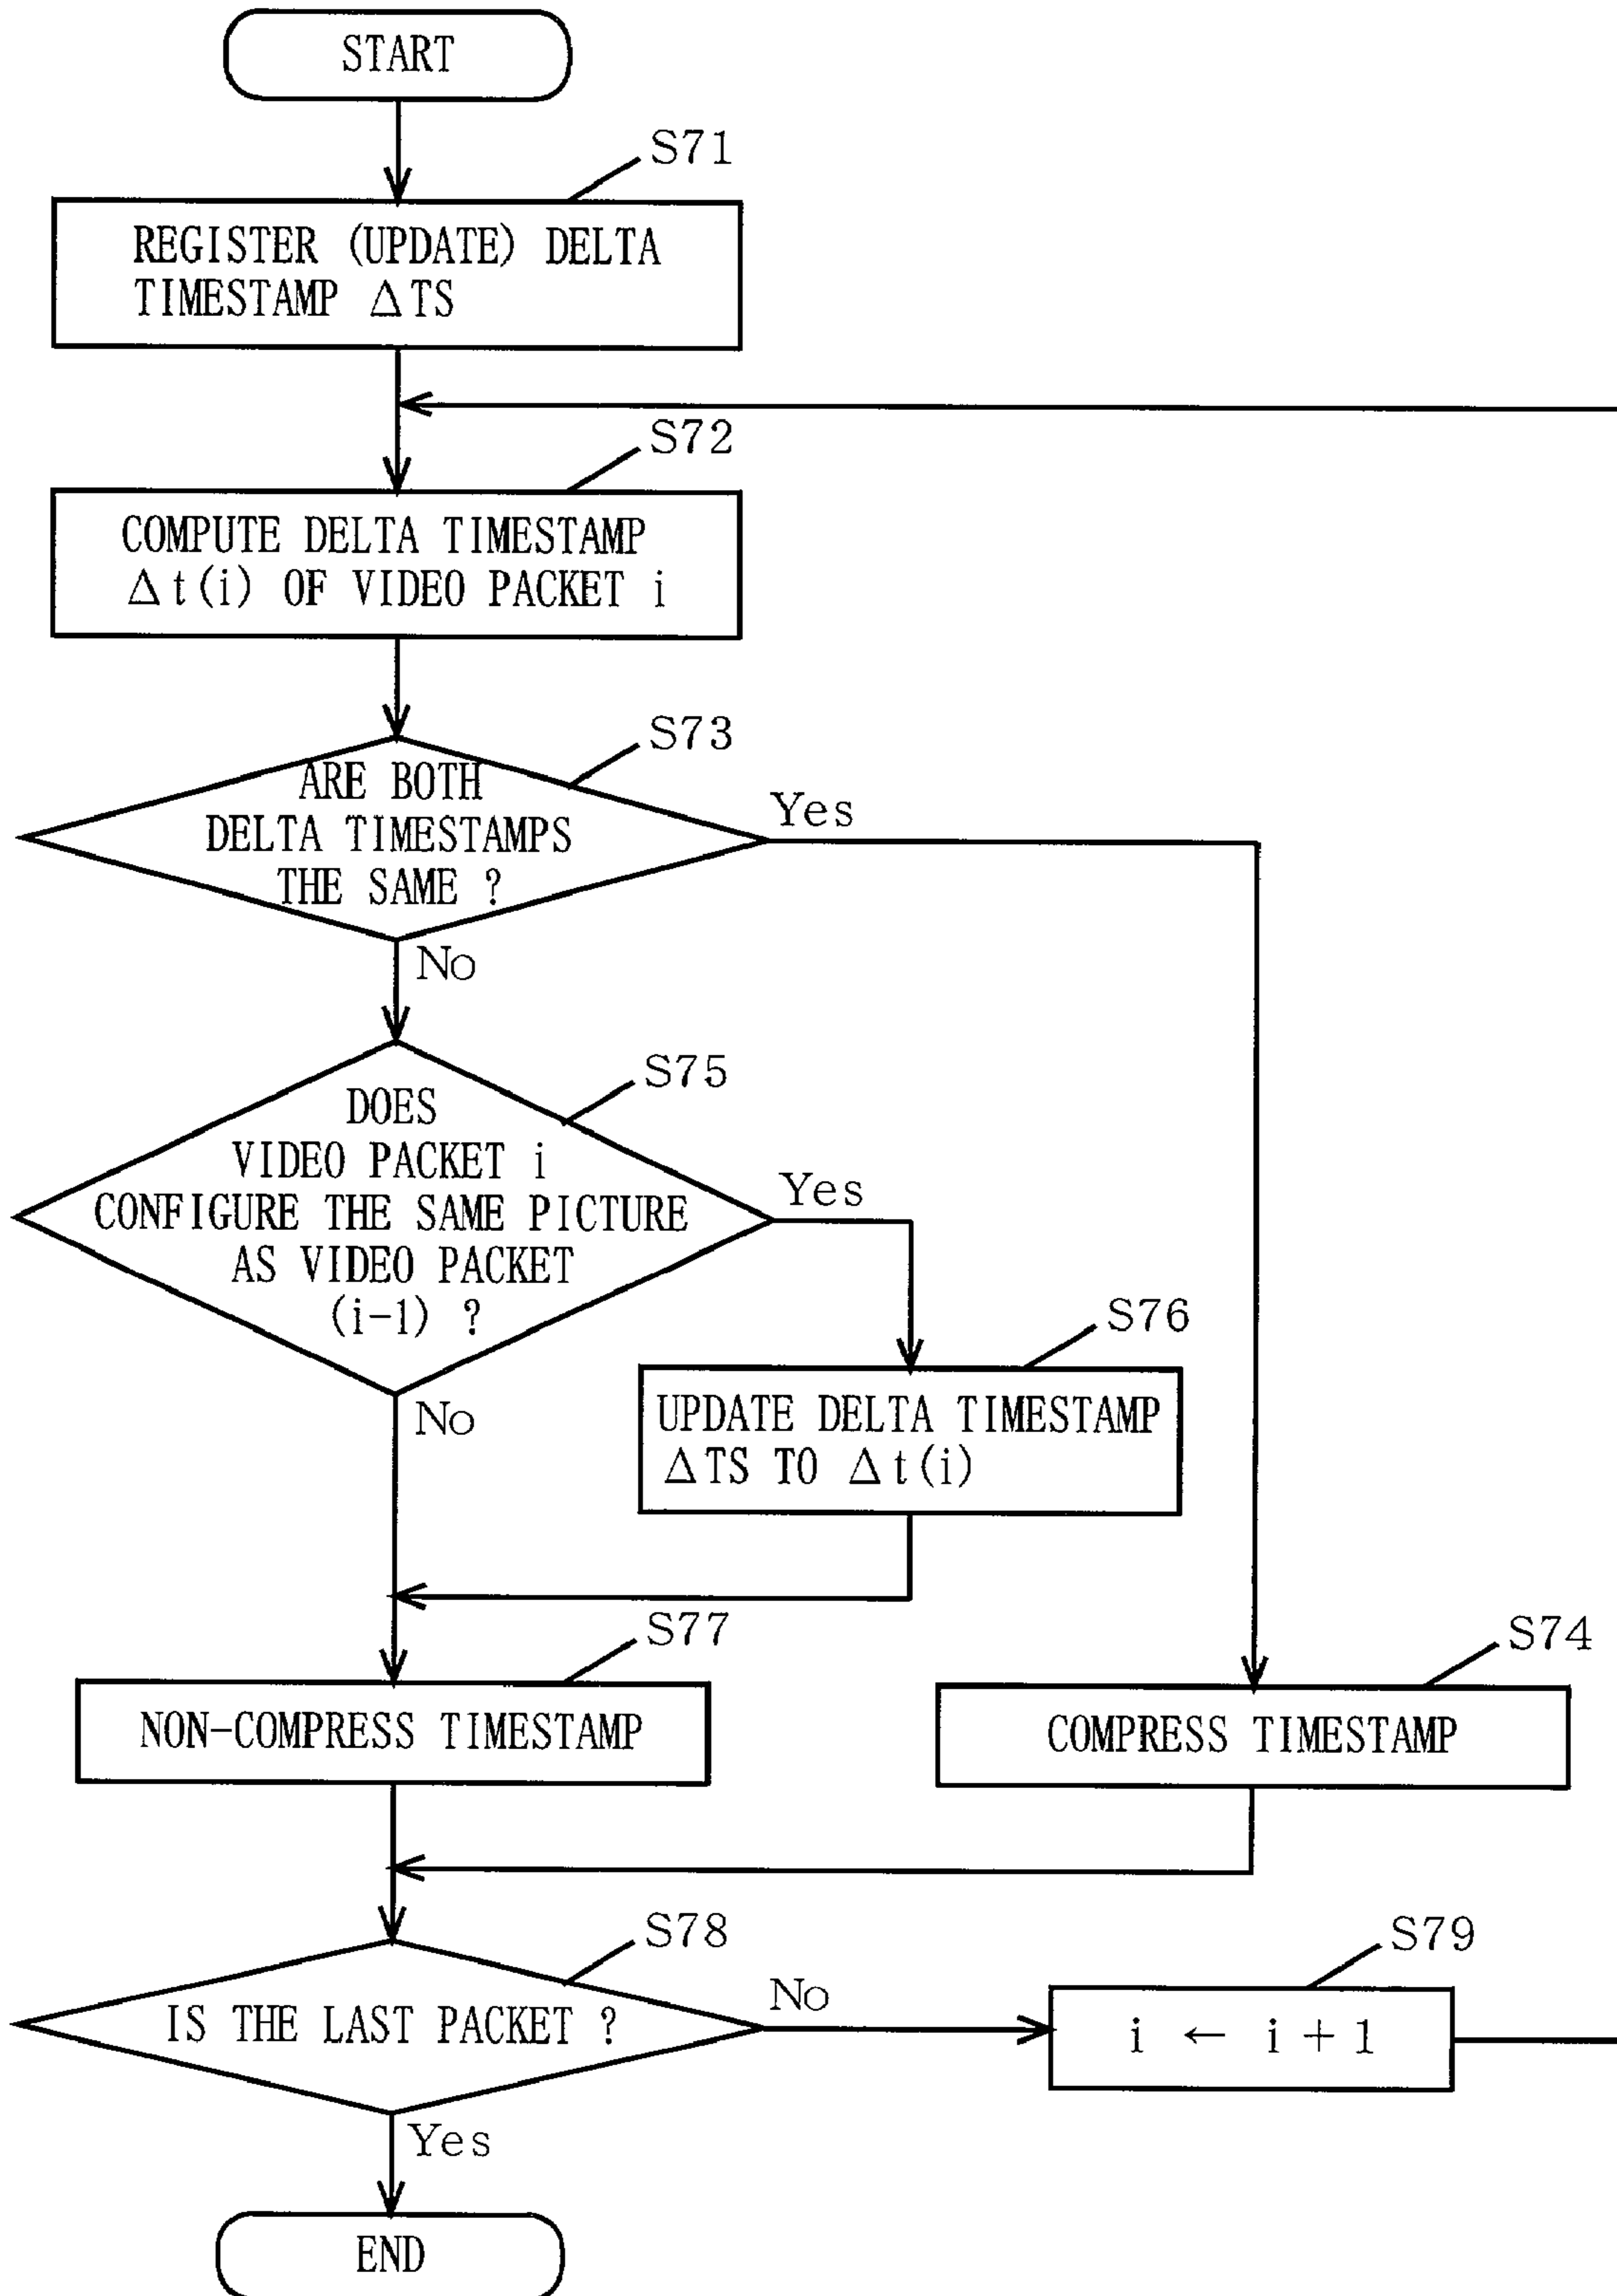 START
S71
REGISTER (UPDATE) DELTA
TIMESTAMP ΔTS
S72
COMPUTE DELTA TIMESTAMP
Δt(i) OF VIDEO PACKET i
S73
ARE BOTH
DELTA TIMESTAMPS
THE SAME ?
Yes
No
S75
DOES
VIDEO PACKET i
CONFIGURE THE SAME PICTURE
AS VIDEO PACKET
(i-1) ?
Yes
No
S76
UPDATE DELTA TIMESTAMP
ΔTS TO Δt(i)
S77
NON-COMPRESS TIMESTAMP
S74
COMPRESS TIMESTAMP
S78
IS THE LAST PACKET ?
No
Yes
S79
i ← i+1
END